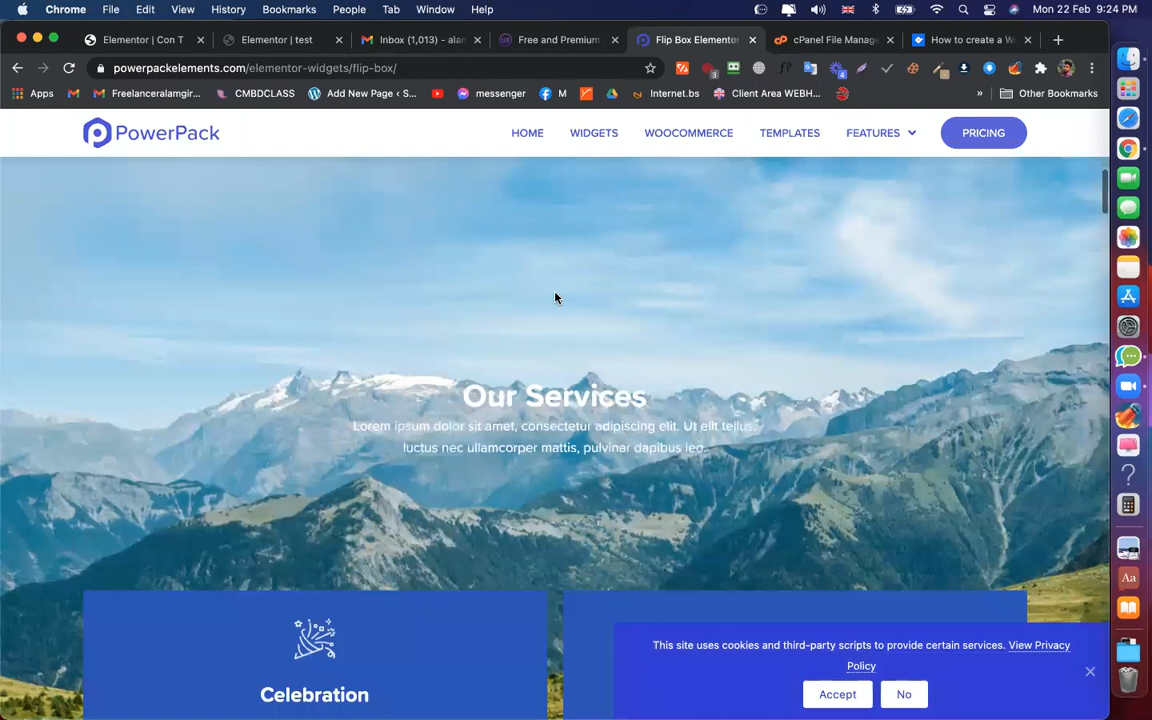 Chrome File Edit View History Bookmarks People Tab Window Help Mon 22 Feb 9:24 PM
Elementor | Con T Elementor | test Inbox (1,013) - alan Free and Premium Flip Box Elemento cPanel File Manag How to create a W
powerpackelements.com/elementor-widgets/flip-box/
Apps Freelanceralamgir... CMBDCLASS Add New Page ‹ S... messenger M Internet.bs Client Area WEBH... » Other Bookmarks
PowerPack HOME WIDGETS WOOCOMMERCE TEMPLATES FEATURES PRICING
Our Services
Lorem ipsum dolor sit amet, consectetur adipiscing elit. Ut elit tellus,
luctus nec ullamcorper mattis, pulvinar dapibus leo.
Celebration
This site uses cookies and third-party scripts to provide certain services. View Privacy
Policy
Accept No